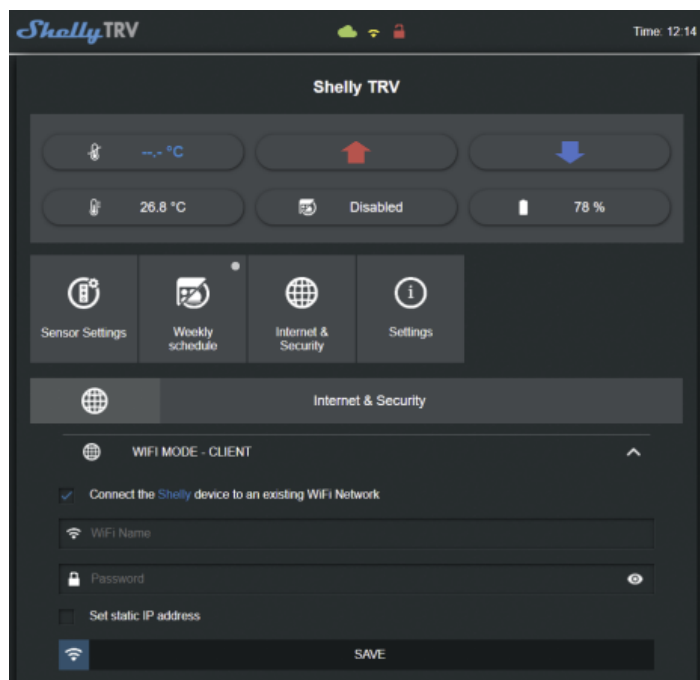 Shelly TRV
Time: 12:14
Shelly TRV
--.- °C
26.8 °C
Disabled
78 %
Sensor Settings
Weekly
schedule
Internet &
Security
Settings
Internet & Security
WIFI MODE - CLIENT
Connect the Shelly device to an existing WiFi Network
WiFi Name
Password
Set static IP address
SAVE